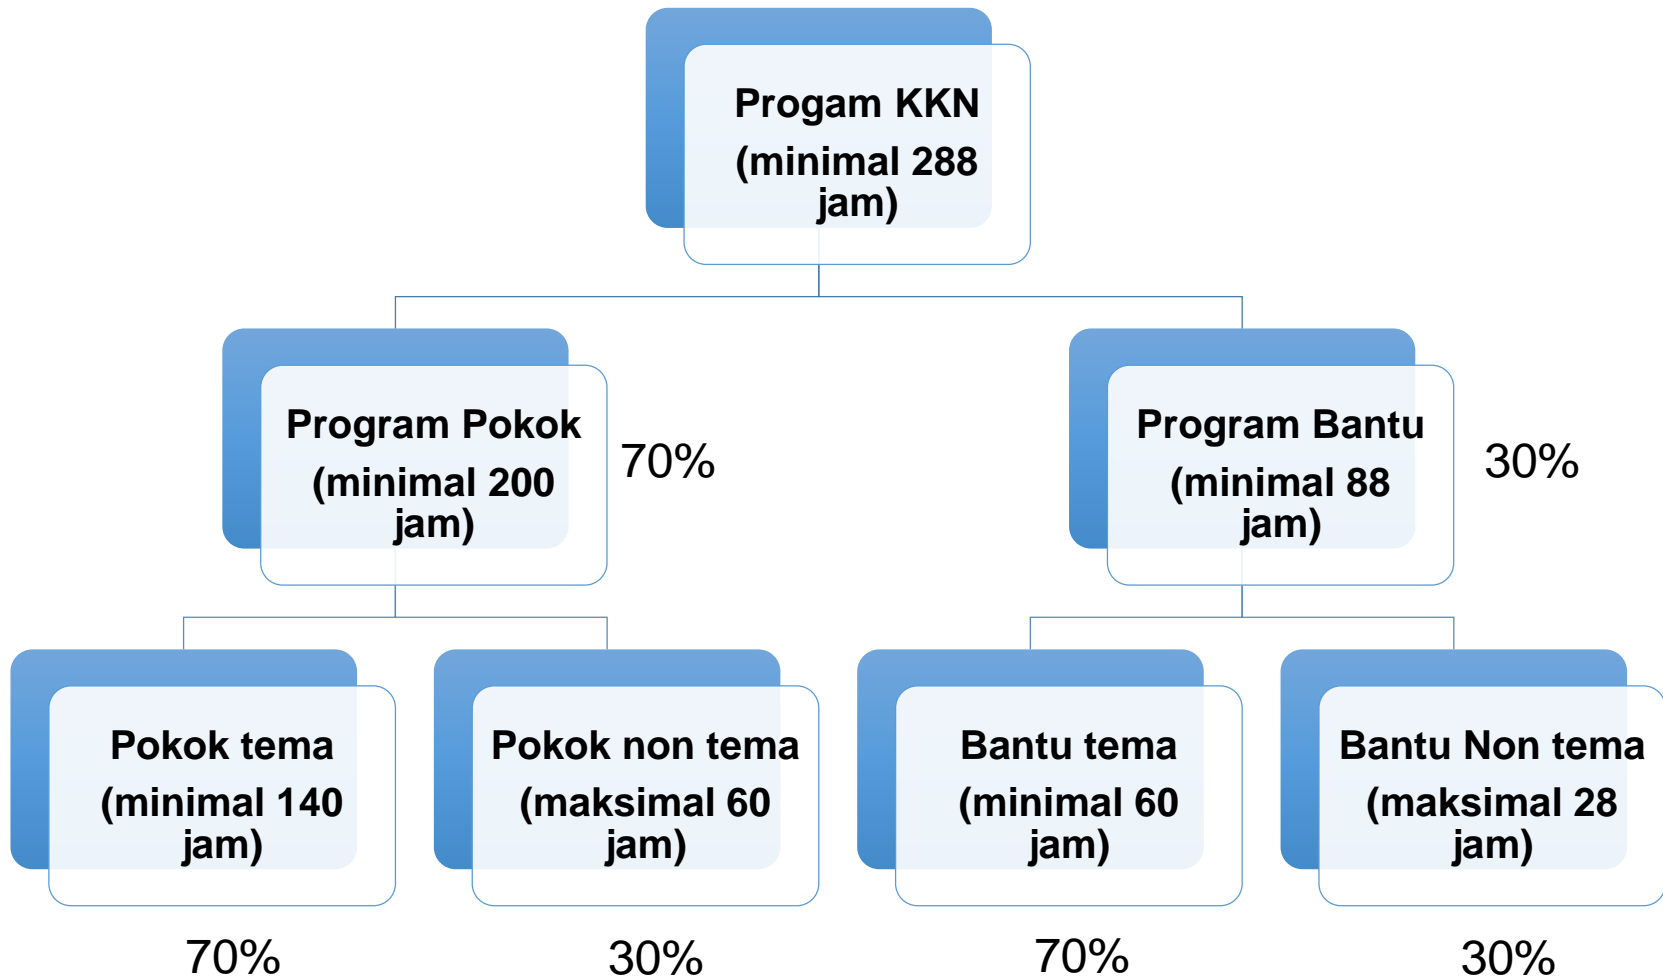 Progam KKN
(minimal 288
jam)
Program Pokok
(minimal 200
jam)
70%
Program Bantu
(minimal 88
jam)
30%
Pokok tema
(minimal 140
jam)
Pokok non tema
(maksimal 60
jam)
Bantu tema
(minimal 60
jam)
Bantu Non tema
(maksimal 28
jam)
70%
30%
70%
30%